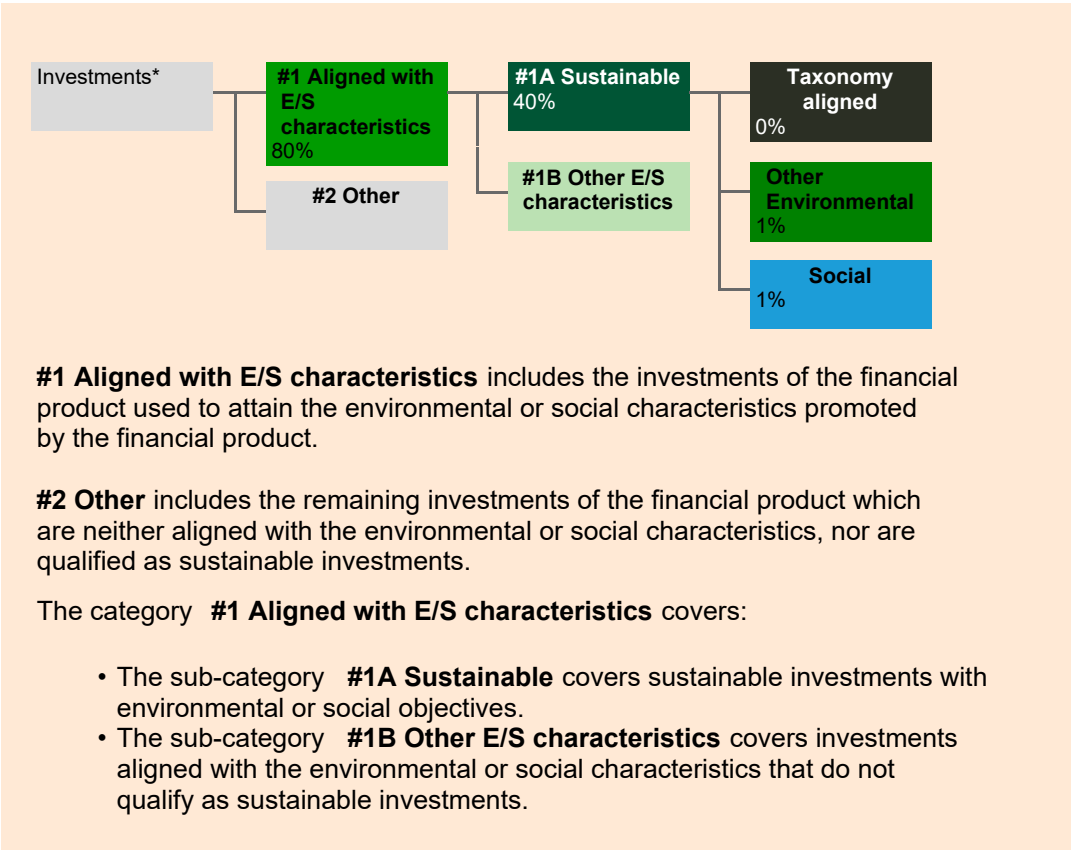 Investments*
#1 Aligned with
E/S
characteristics
80%
#2 Other
#1A Sustainable
40%
#1B Other E/S
characteristics
Taxonomy
aligned
0%
Other
Environmental
1%
Social
1%
#1 Aligned with E/S characteristics includes the investments of the financial
product used to attain the environmental or social characteristics promoted
by the financial product.
#2 Other includes the remaining investments of the financial product which
are neither aligned with the environmental or social characteristics, nor are
qualified as sustainable investments.
The category #1 Aligned with E/S characteristics covers:
• The sub-category #1A Sustainable covers sustainable investments with
environmental or social objectives.
• The sub-category #1B Other E/S characteristics covers investments
aligned with the environmental or social characteristics that do not
qualify as sustainable investments.